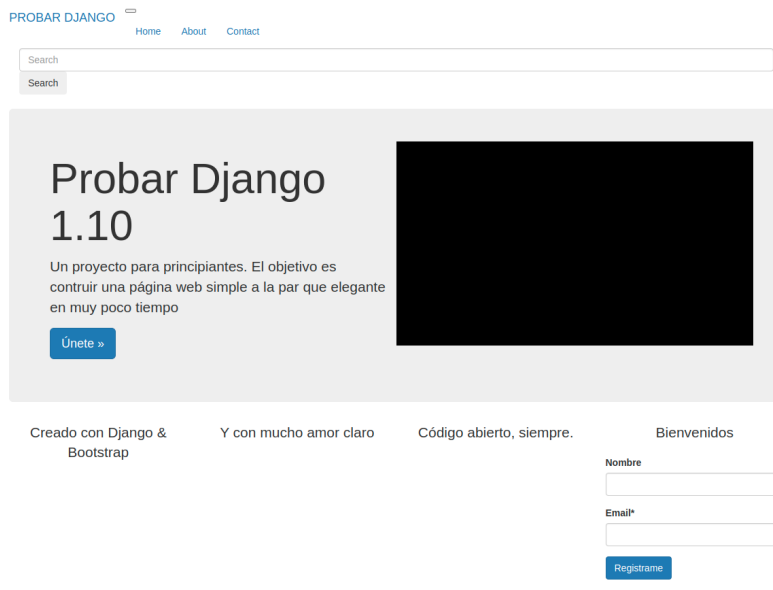 PROBAR DJANGO
Home About Contact
Search
Search
Probar Django
1.10
Un proyecto para principiantes. El objetivo es
contruir una página web simple a la par que elegante
en muy poco tiempo
Únete »
Creado con Django &
Bootstrap
Y con mucho amor claro
Código abierto, siempre.
Bienvenidos
Nombre
Email*
Registrame